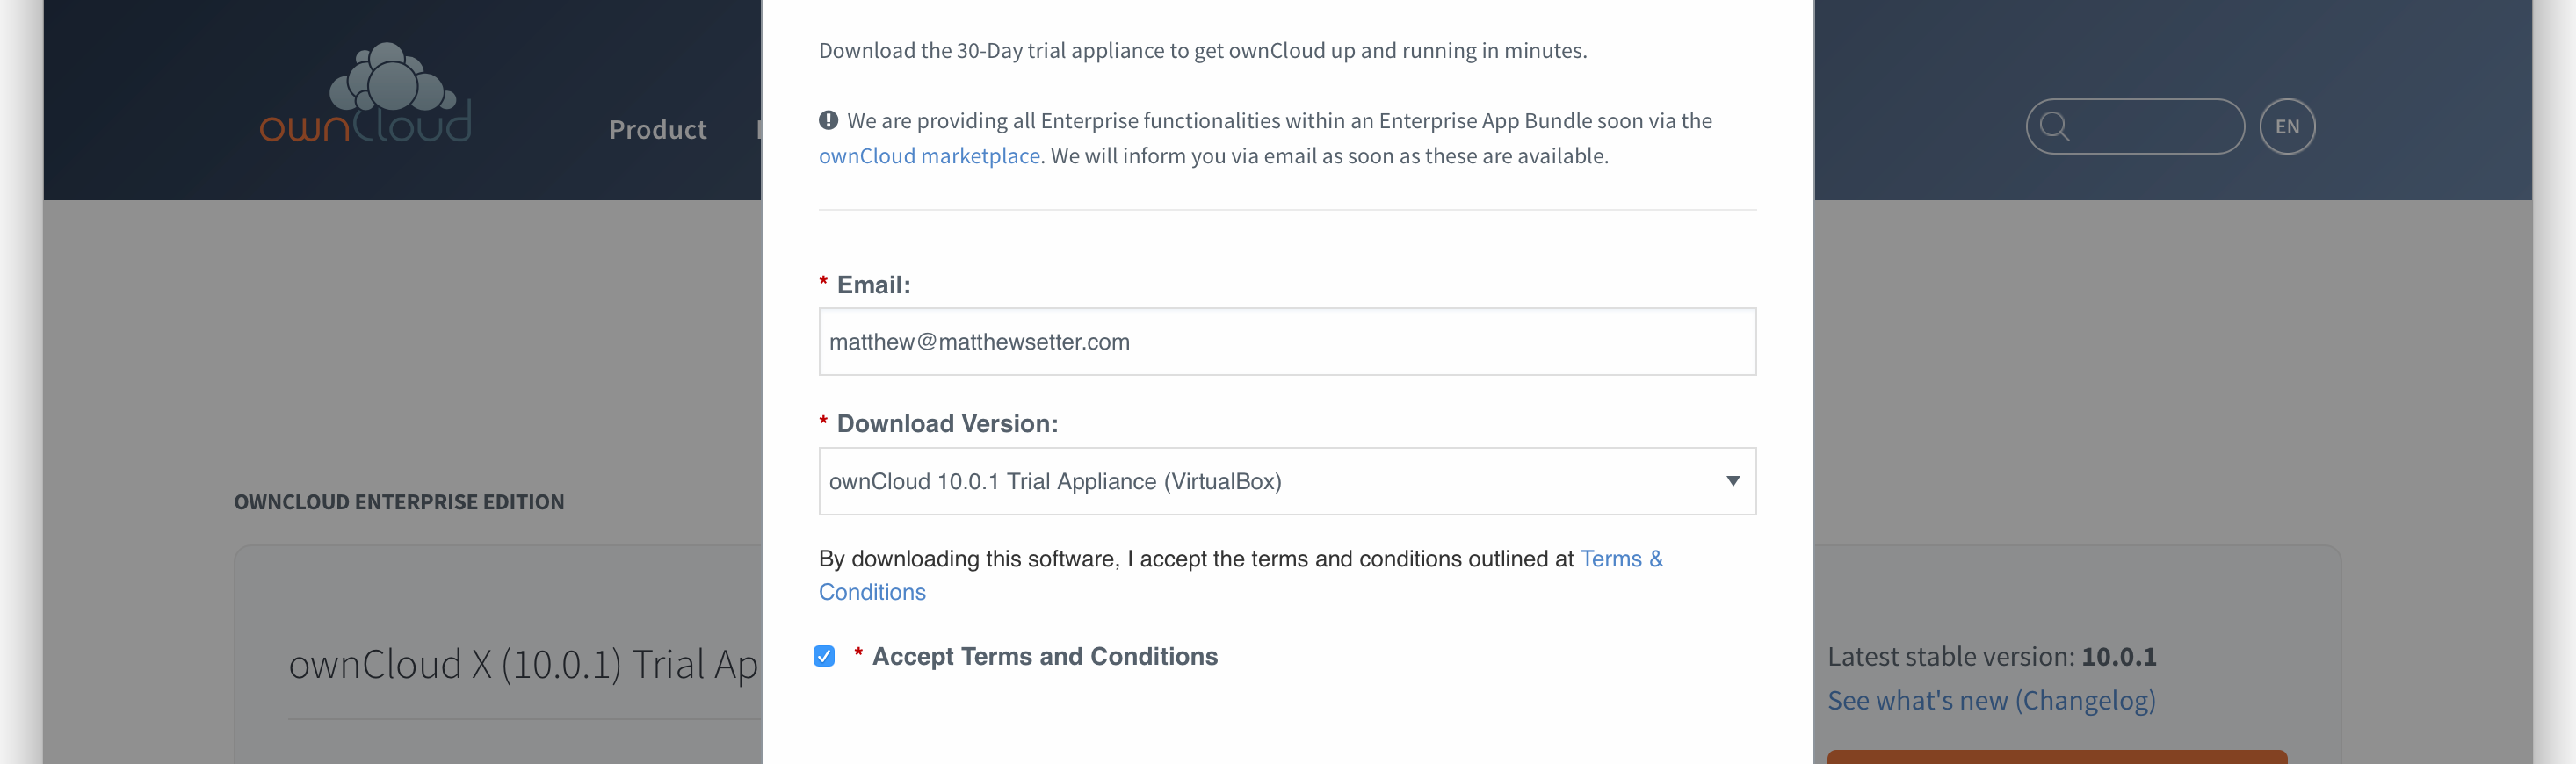 Download the 30-Day trial appliance to get ownCloud up and running in minutes.
ownCloud
Product
We are providing all Enterprise functionalities within an Enterprise App Bundle soon via the
ownCloud marketplace. We will inform you via email as soon as these are available.
EN
* Email:
matthew@matthewsetter.com
* Download Version:
ownCloud 10.0.1 Trial Appliance (VirtualBox)
OWNCLOUD ENTERPRISE EDITION
By downloading this software, I accept the terms and conditions outlined at Terms &
Conditions
* Accept Terms and Conditions
ownCloud X (10.0.1) Trial Ap
Latest stable version: 10.0.1
See what's new (Changelog)